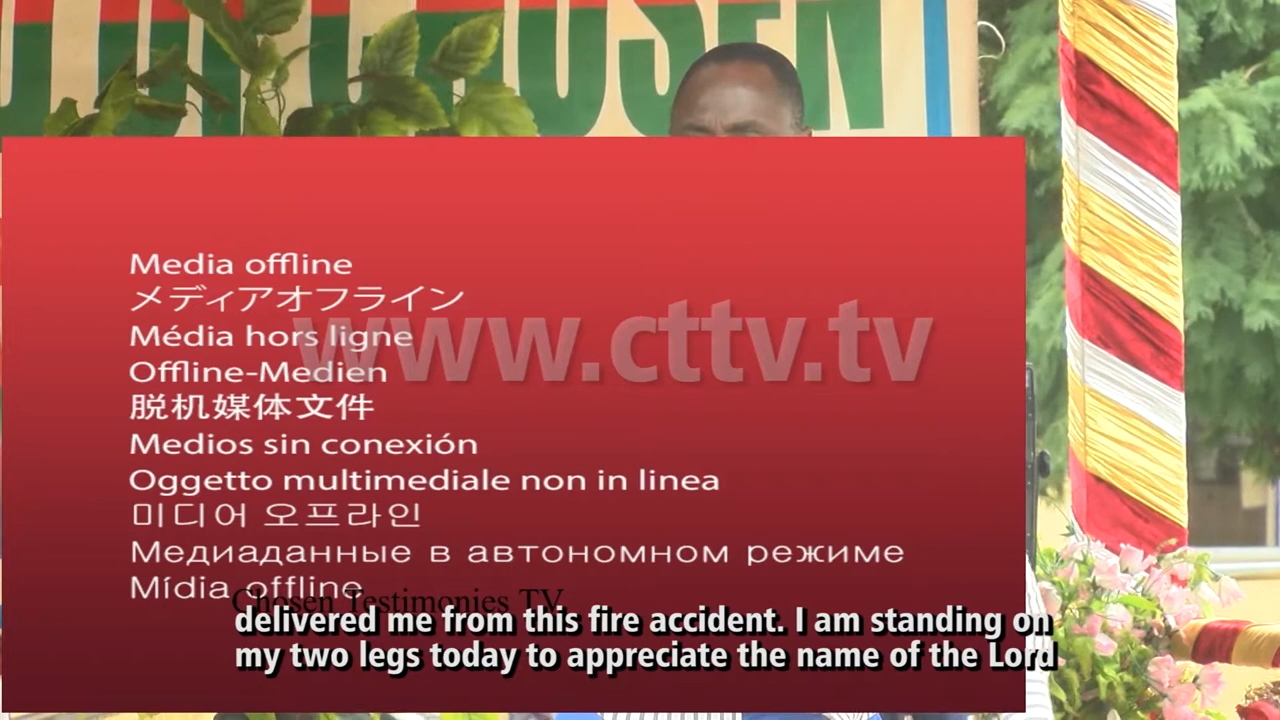 CHOSEN
Media offline
メディアオフライン
Média hors ligne
www.cttv.tv
Offline-Medien
脱机媒体文件
Medios sin conexión
Oggetto multimediale non in linea
미디어 오프라인
Медиаданные в автономном режиме
Mídia offline
Chosen Testimonies TV
delivered me from this fire accident. I am standing on
my two legs today to appreciate the name of the Lord